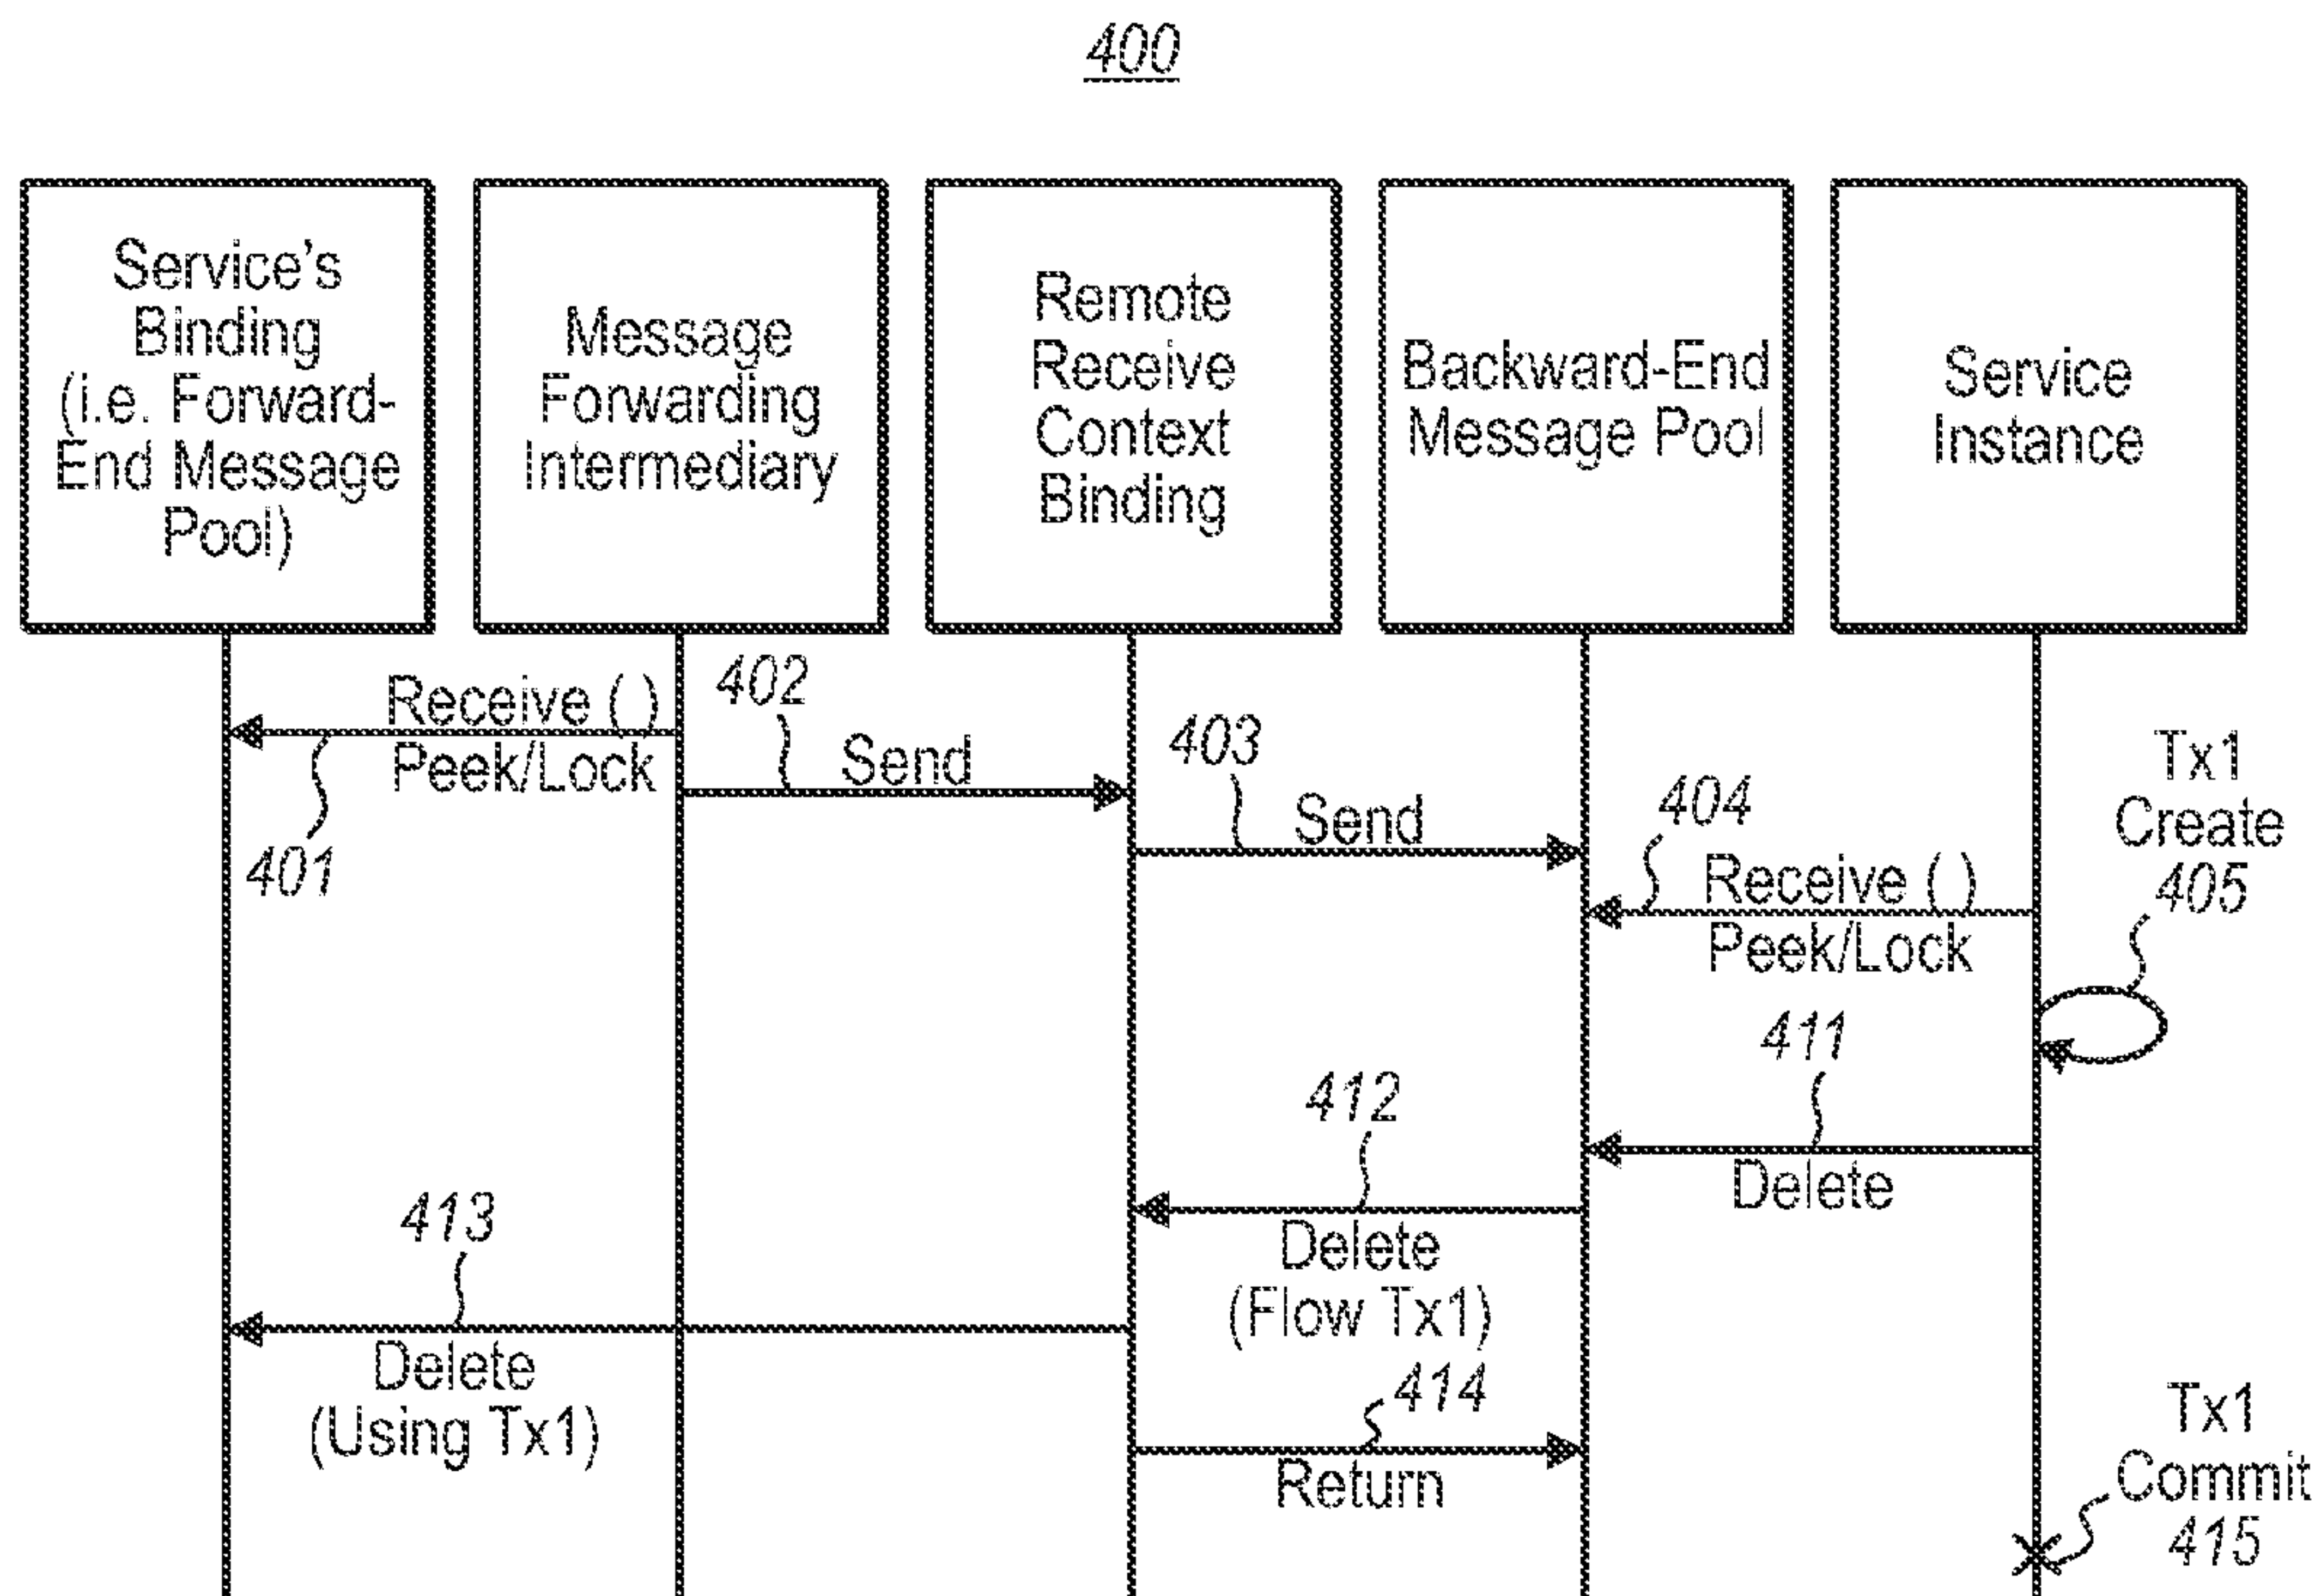 400
Service's
Binding
(i.e. Forward-
End Message
Pool)
Message
Forwarding
Intermediary
Remote
Receive
Context
Binding
Backward-End
Message Pool
Service
Instance
Receive ( )
Peek/Lock
401
402
Send
403
Send
404
Receive ( )
Peek/Lock
Tx1
Create
405
411
Delete
412
Delete
(Flow Tx1)
413
Delete
(Using Tx1)
414
Return
Tx1
Commit
415